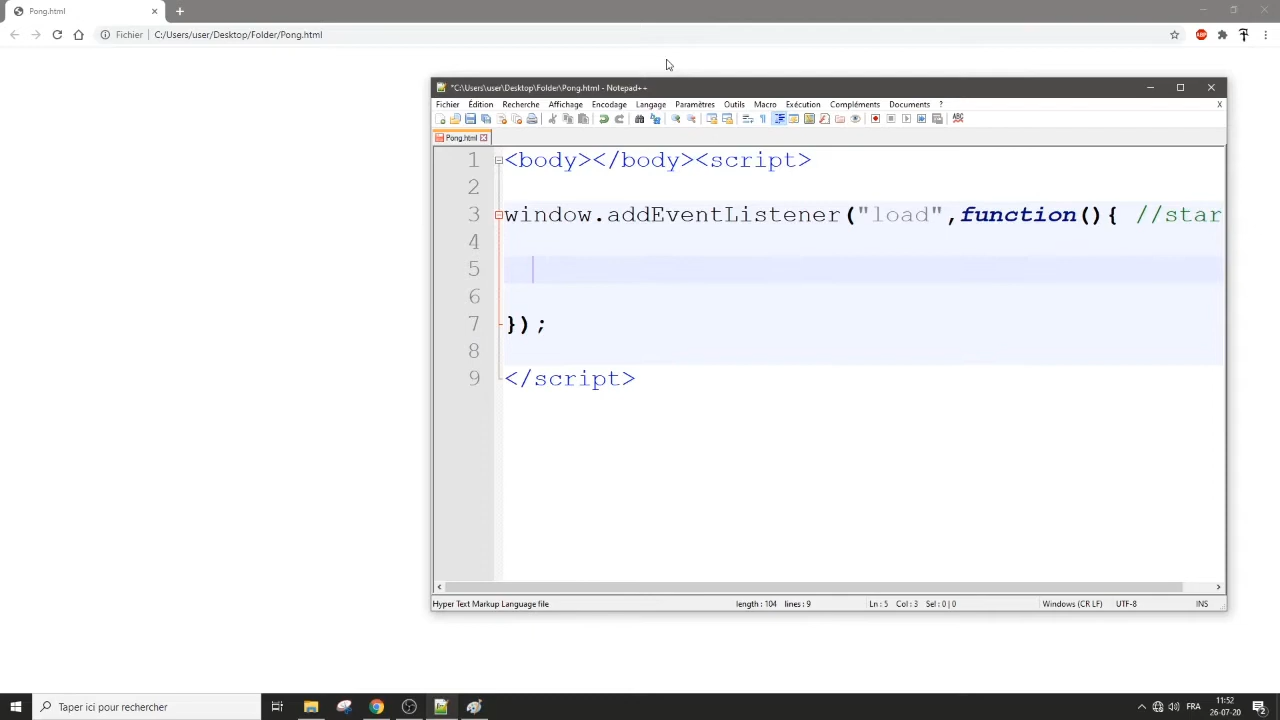 Pong.html
Fichier C:/Users/user/Desktop/Folder/Pong.html
ABP
*C:\Users\user\Desktop\Folder\Pong.html - Notepad++
Fichier Édition Recherche Affichage Encodage Langage Paramètres Outils Macro Exécution Compléments Documents ? X
ABC
Pong.html
1 <body></body><script>
2
3 window.addEventListener("load",function(){ //star
4
5
6
7 });
8
9 </script>
Hyper Text Markup Language file length : 104 lines : 9 Ln : 5 Col : 3 Sel : 0 | 0 Windows (CR LF) UTF-8 INS
Taper ici pour rechercher
FRA
11:52
26-07-20
2